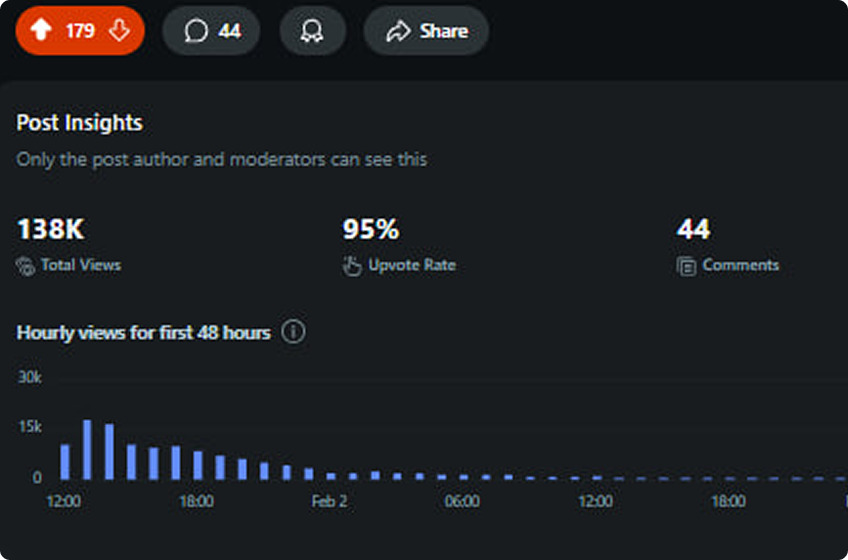 179 44 Share
Post Insights
Only the post author and moderators can see this
138K 95% 44
Total Views Upvote Rate Comments
Hourly views for first 48 hours
30k
15k
0
12:00 18:00 Feb 2 06:00 12:00 18:00